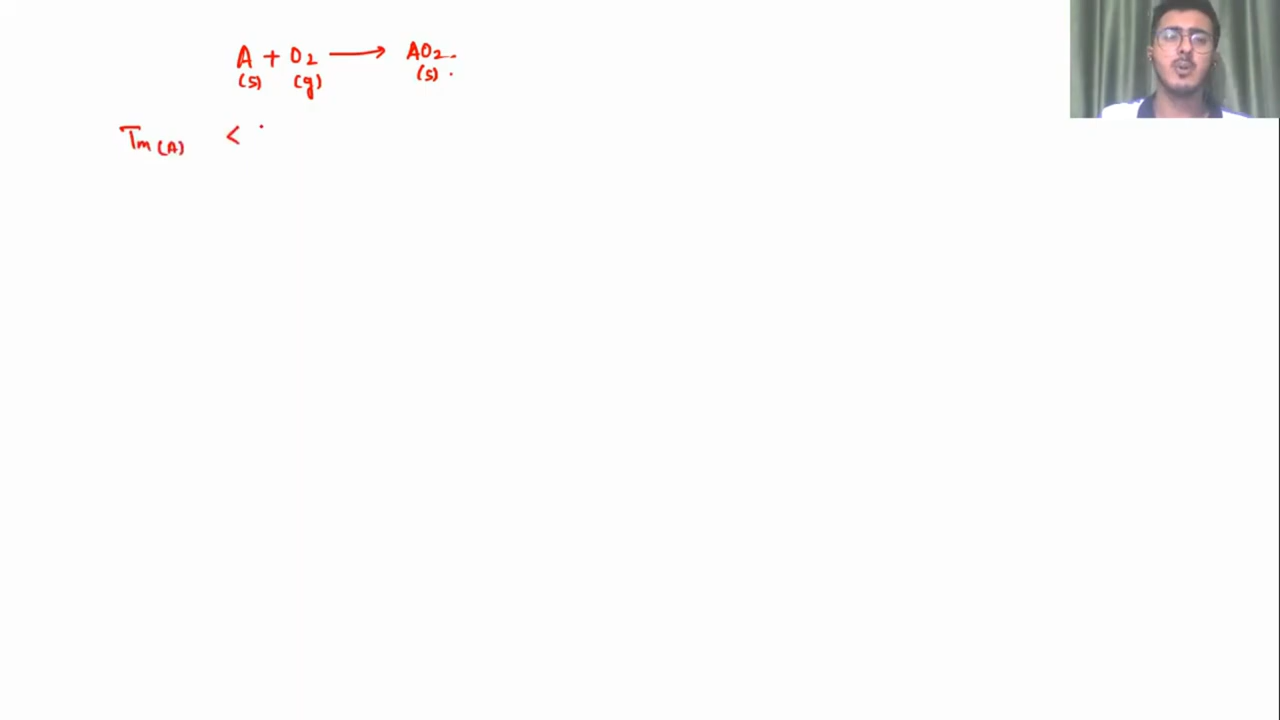 A + O2 ⟶ AO2
(s) (g) (s)
Tm(A) <